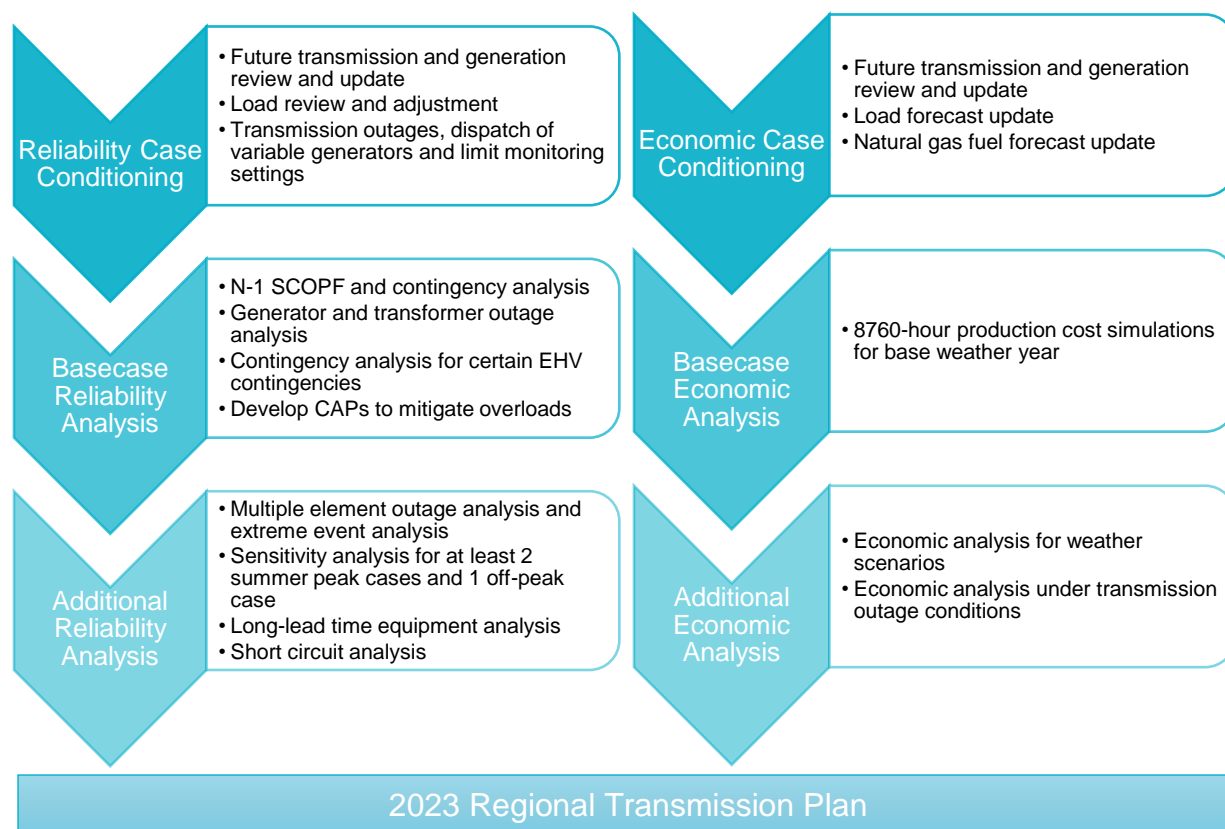 Reliability Case
Conditioning
• Future transmission and generation
review and update
• Load review and adjustment
• Transmission outages, dispatch of
variable generators and limit monitoring
settings
Basecase
Reliability
Analysis
• N-1 SCOPF and contingency analysis
• Generator and transformer outage
analysis
• Contingency analysis for certain EHV
contingencies
• Develop CAPs to mitigate overloads
Additional
Reliability
Analysis
• Multiple element outage analysis and
extreme event analysis
• Sensitivity analysis for at least 2
summer peak cases and 1 off-peak
case
• Long-lead time equipment analysis
• Short circuit analysis
Economic Case
Conditioning
• Future transmission and generation
review and update
• Load forecast update
• Natural gas fuel forecast update
Basecase
Economic
Analysis
• 8760-hour production cost simulations
for base weather year
Additional
Economic
Analysis
• Economic analysis for weather
scenarios
• Economic analysis under transmission
outage conditions
2023 Regional Transmission Plan